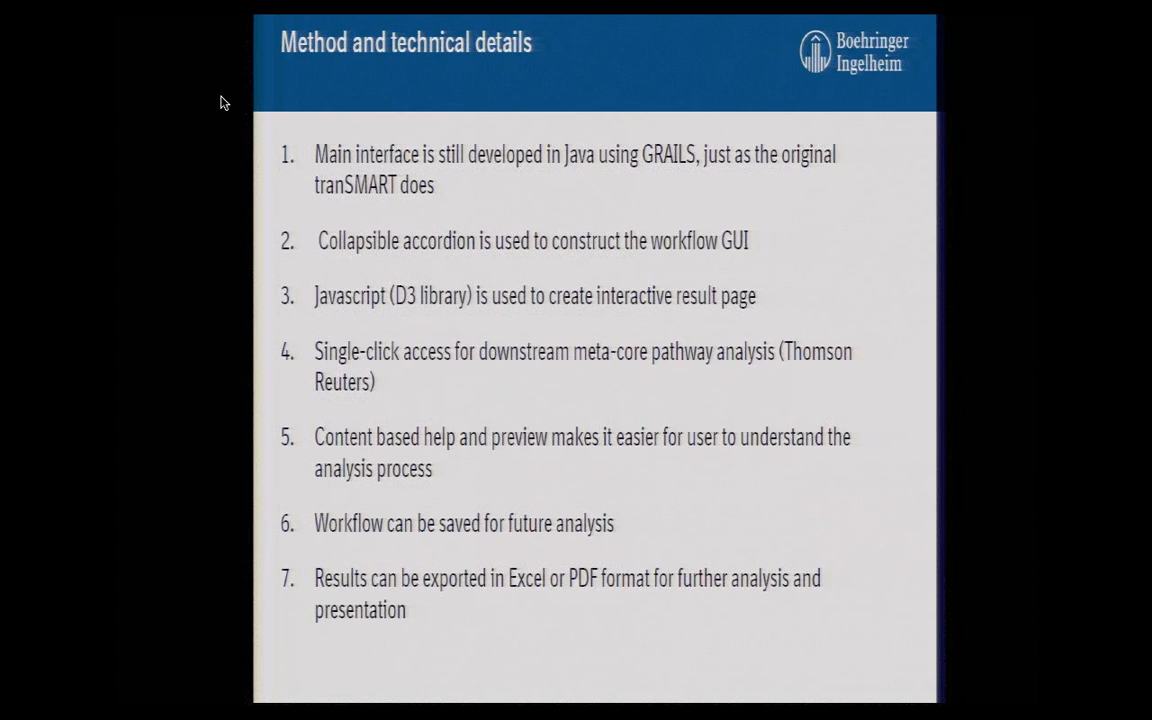 Method and technical details
Boehringer
Ingelheim
1. Main interface is still developed in Java using GRAILS, just as the original
tranSMART does
2. Collapsible accordion is used to construct the workflow GUI
3. Javascript (D3 library) is used to create interactive result page
4. Single-click access for downstream meta-core pathway analysis (Thomson
Reuters)
5. Content based help and preview makes it easier for user to understand the
analysis process
6. Workflow can be saved for future analysis
7. Results can be exported in Excel or PDF format for further analysis and
presentation